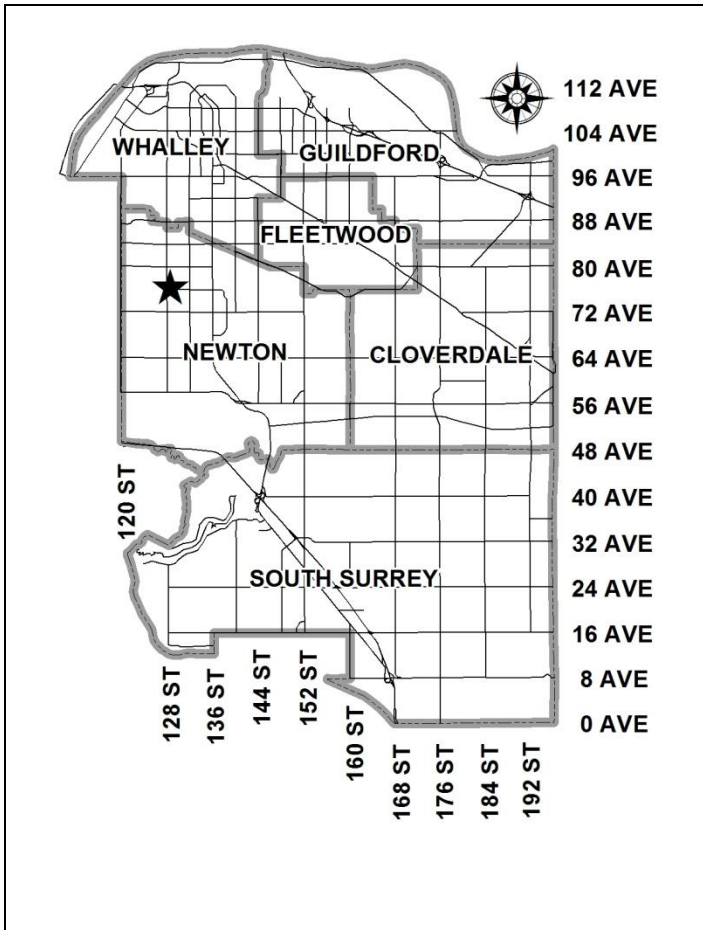 112 AVE
104 AVE
WHALLEY
GUILDFORD
96 AVE
88 AVE
FLEETWOOD
80 AVE
72 AVE
NEWTON
CLOVERDALE
64 AVE
56 AVE
48 AVE
120 ST
40 AVE
32 AVE
SOUTH SURREY
24 AVE
16 AVE
128 ST
136 ST
144 ST
152 ST
160 ST
8 AVE
0 AVE
168 ST
176 ST
184 ST
192 ST